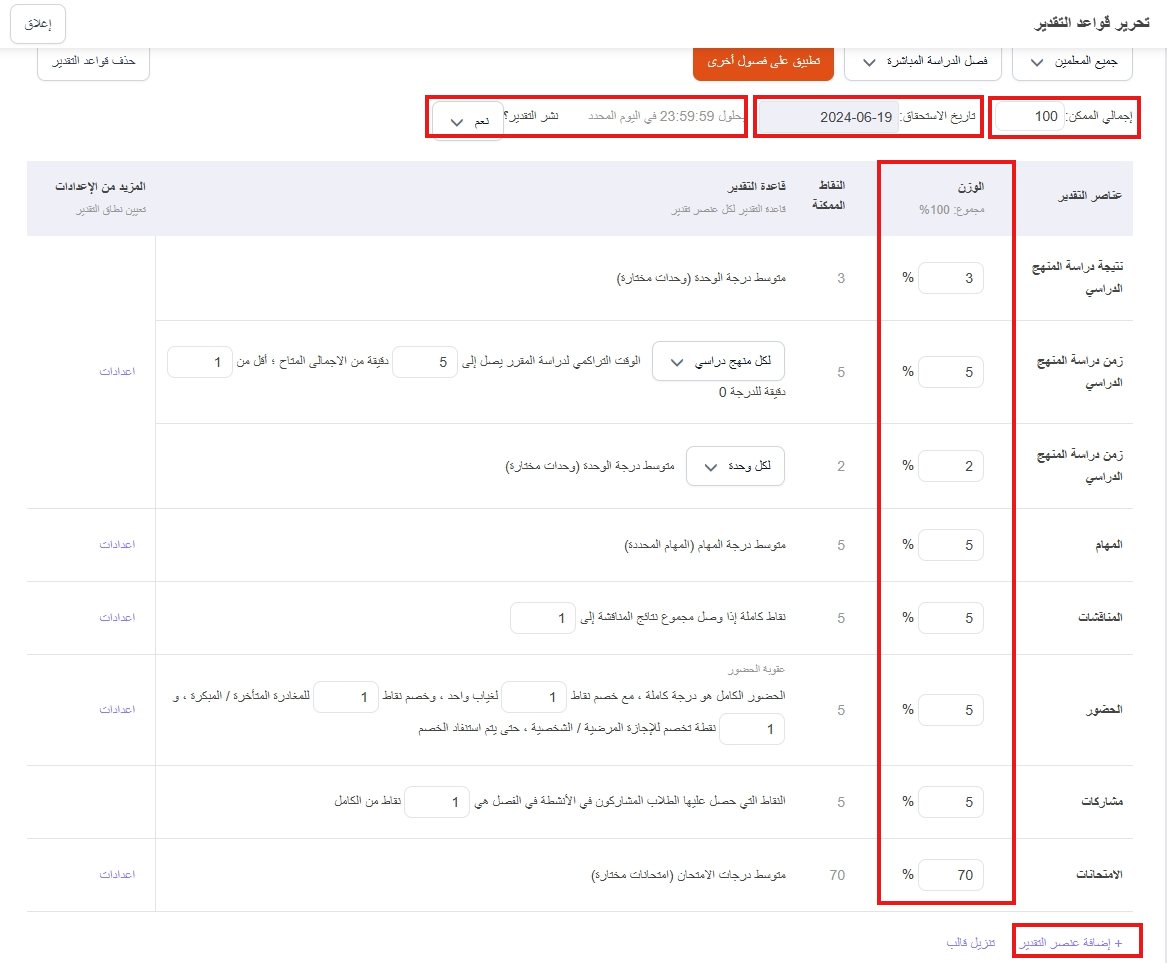 تحرير قواعد التقدير
إغلاق
جميع المعلمين
فصل الدراسة المباشرة
تطبيق على فصول أخرى
حذف قواعد التقدير
إجمالي الممكن: 100
تاريخ الاستحقاق: 2024-06-19
بحلول 23:59:59 في اليوم المحدد
نشر التقدير؟ نعم
عناصر التقدير
الوزن
مجموع: 100%
النقاط الممكنة
قاعدة التقدير
قاعدة التقدير لكل عنصر تقدير
المزيد من الإعدادات
تعيين نطاق التقدير
نتيجة دراسة المنهج الدراسي
3 %
3
متوسط درجة الوحدة (وحدات مختارة)
زمن دراسة المنهج الدراسي
5 %
5
لكل منهج دراسي
الوقت التراكمي لدراسة المقرر يصل إلى 5 دقيقة من الاجمالى المتاح ؛ أقل من 1
دقيقة للدرجة 0
اعدادات
زمن دراسة المنهج الدراسي
2 %
2
لكل وحدة
متوسط درجة الوحدة (وحدات مختارة)
المهام
5 %
5
متوسط درجة المهام (المهام المحددة)
اعدادات
المناقشات
5 %
5
نقاط كاملة إذا وصل مجموع نتائج المناقشة إلى 1
اعدادات
الحضور
5 %
5
عقوبة الحضور
الحضور الكامل هو درجة كاملة ، مع خصم نقاط 1 لغياب واحد ، وخصم نقاط 1 للمغادرة المتأخرة / المبكرة ، و
1 نقطة تخصم للإجازة المرضية / الشخصية ، حتى يتم استنفاد الخصم
اعدادات
مشاركات
5 %
5
النقاط التي حصل عليها الطلاب المشاركون في الأنشطة في الفصل هي 1 نقاط من الكامل
الامتحانات
70 %
70
متوسط درجات الامتحان (امتحانات مختارة)
اعدادات
+ إضافة عنصر التقدير
تنزيل قالب